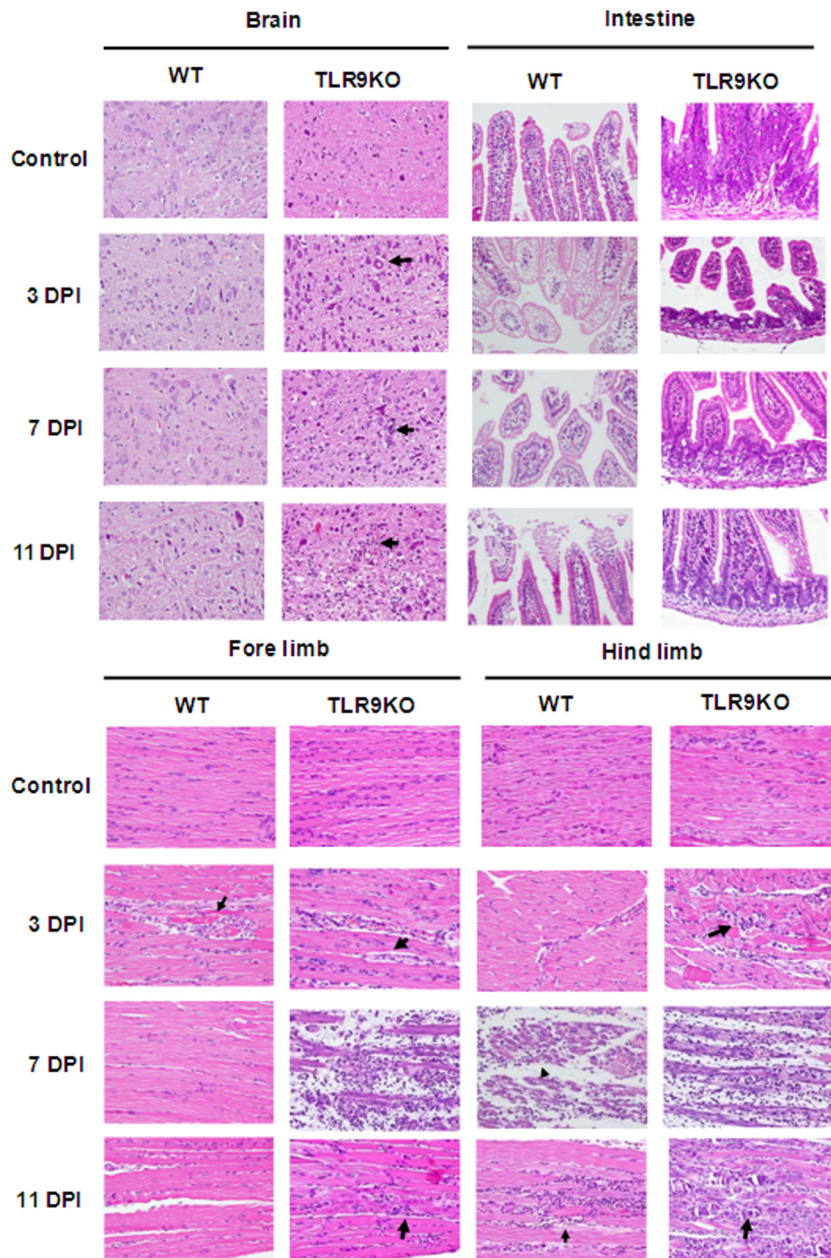 Brain Intestine
WT TLR9KO WT TLR9KO
Control
3 DPI
7 DPI
11 DPI
Fore limb Hind limb
WT TLR9KO WT TLR9KO
Control
3 DPI
7 DPI
11 DPI